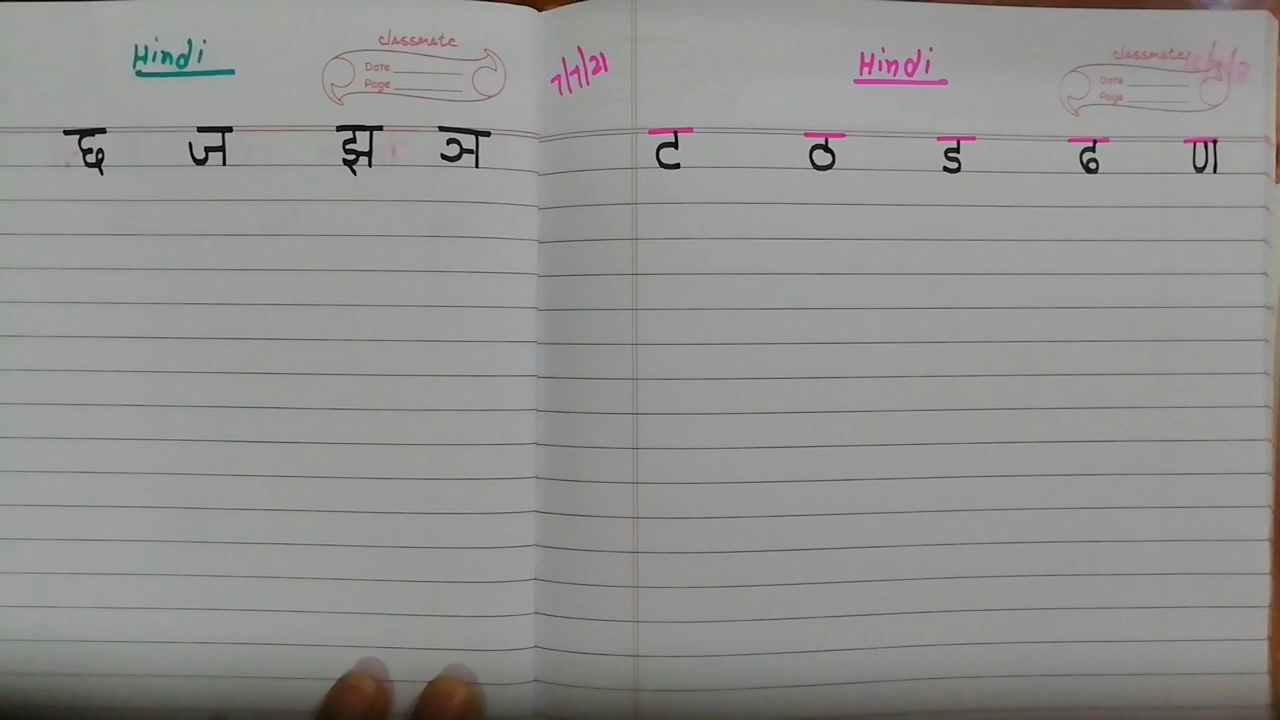 Hindi
classmate
Date
Page
छ ज झ ञ
7/7/21
Hindi
classmate
Date
Page
ट ठ ड ढ ण